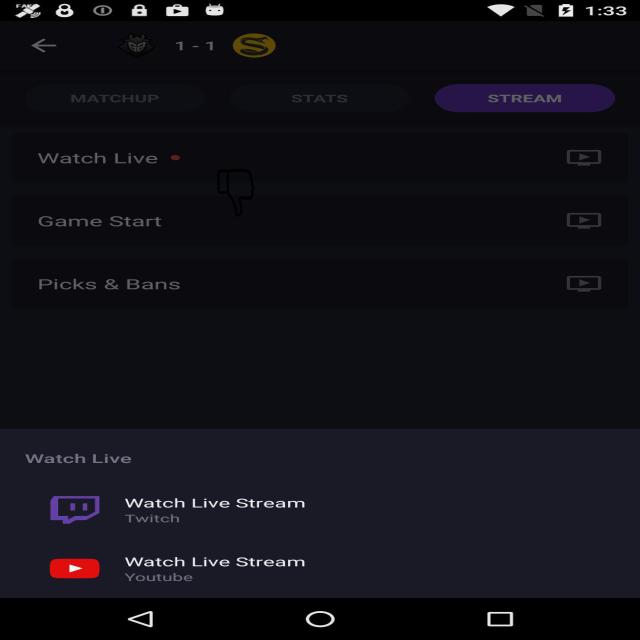 1:33
1 - 1
MATCHUP STATS STREAM
Watch Live
Game Start
Picks & Bans
Watch Live
Watch Live Stream
Twitch
Watch Live Stream
Youtube